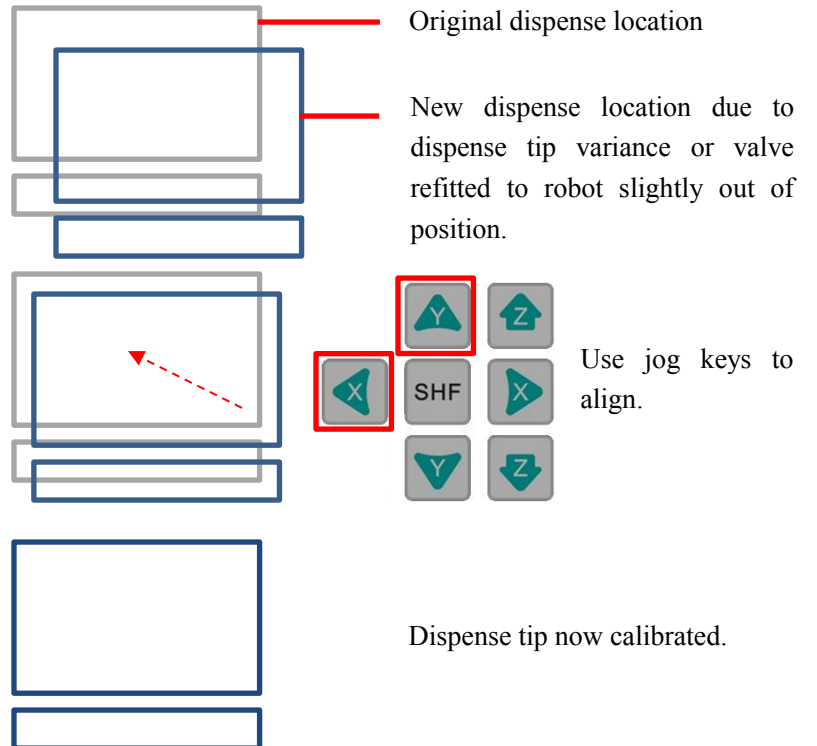 Original dispense location
New dispense location due to
dispense tip variance or valve
refitted to robot slightly out of
position.
Y Z
X SHF X
Y Z
Use jog keys to
align.
Dispense tip now calibrated.